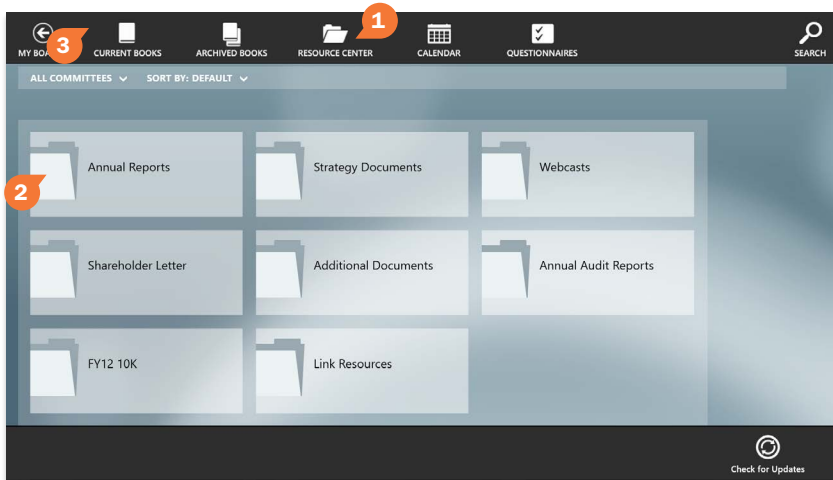 1
3
MY BOA
CURRENT BOOKS
ARCHIVED BOOKS
RESOURCE CENTER
CALENDAR
QUESTIONNAIRES
SEARCH
ALL COMMITTEES SORT BY: DEFAULT
2
Annual Reports
Strategy Documents
Webcasts
Shareholder Letter
Additional Documents
Annual Audit Reports
FY12 10K
Link Resources
Check for Updates